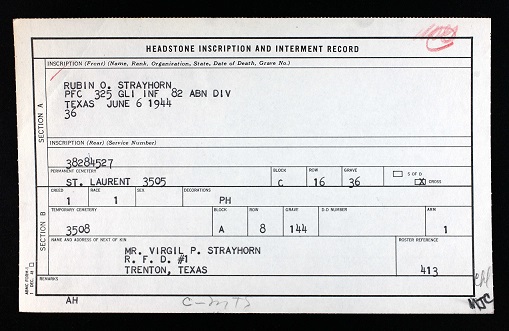 HEADSTONE INSCRIPTION AND INTERMENT RECORD
SECTION A
INSCRIPTION (Front) (Name, Rank, Organization, State, Date of Death, Grave No.)
RUBIN O. STRAYHORN
PFC 325 GLI INF 82 ABN DIV
TEXAS JUNE 6 1944
36
INSCRIPTION (Rear) (Service Number)
38284527
PERMANENT CEMETERY BLOCK ROW GRAVE S OF D
ST. LAURENT 3505 C 16 36 X CROSS
SECTION B
CREED RACE SEX DECORATIONS
1 1 PH
TEMPORARY CEMETERY BLOCK ROW GRAVE D-D NUMBER ARM
3508 A 8 144 1
NAME AND ADDRESS OF NEXT OF KIN ROSTER REFERENCE
MR. VIRGIL P. STRAYHORN
R. F. D. #1
TRENTON, TEXAS 413
REMARKS
AH